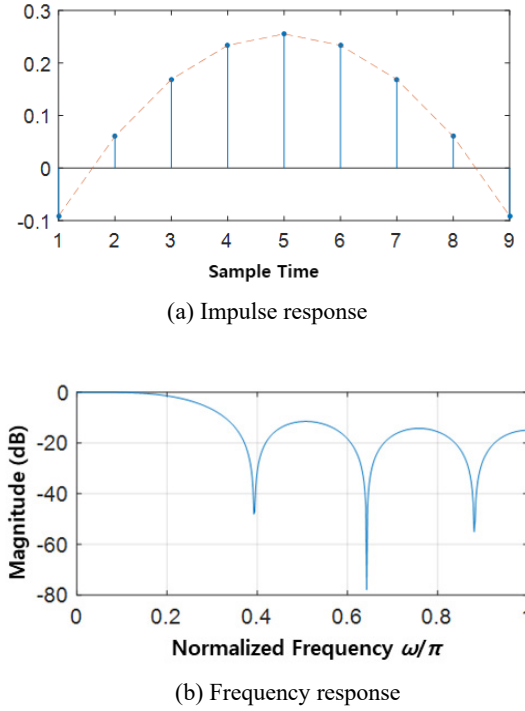 0.3
0.2
0.1
0
-0.1
1 2 3 4 5 6 7 8 9
Sample Time
(a) Impulse response
0
-20
-40
-60
-80
Magnitude (dB)
0 0.2 0.4 0.6 0.8 1
Normalized Frequency ω/π
(b) Frequency response